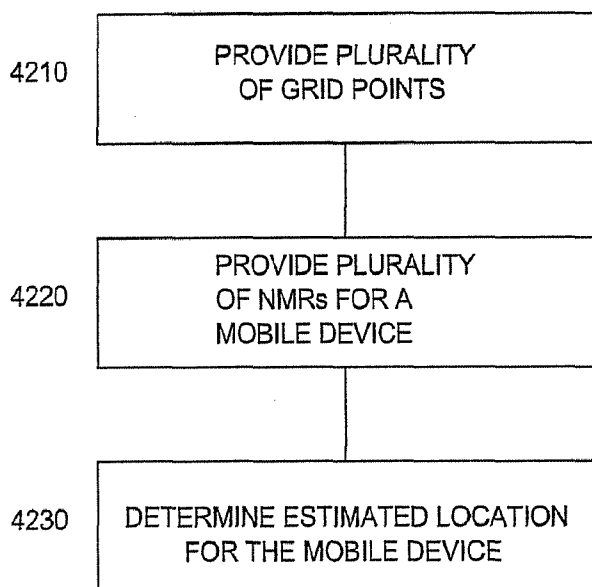 4210
PROVIDE PLURALITY
OF GRID POINTS
4220
PROVIDE PLURALITY
OF NMRs FOR A
MOBILE DEVICE
4230
DETERMINE ESTIMATED LOCATION
FOR THE MOBILE DEVICE